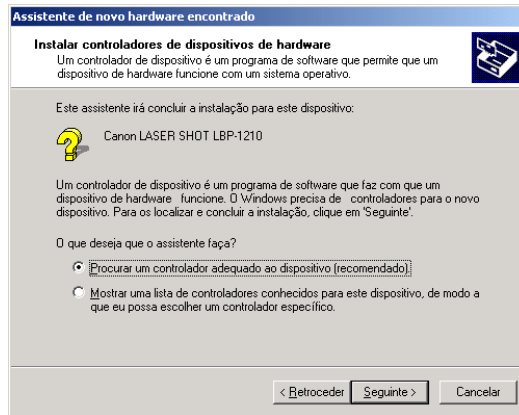 Assistente de novo hardware encontrado
Instalar controladores de dispositivos de hardware
Um controlador de dispositivo é um programa de software que permite que um
dispositivo de hardware funcione com um sistema operativo.
Este assistente irá concluir a instalação para este dispositivo:
Canon LASER SHOT LBP-1210
Um controlador de dispositivo é um programa de software que faz com que um
dispositivo de hardware funcione. O Windows precisa de controladores para o novo
dispositivo. Para os localizar e concluir a instalação, clique em 'Seguinte'.
O que deseja que o assistente faça?
Procurar um controlador adequado ao dispositivo (recomendado).
Mostrar uma lista de controladores conhecidos para este dispositivo, de modo a
que eu possa escolher um controlador específico.
< Retroceder Seguinte > Cancelar